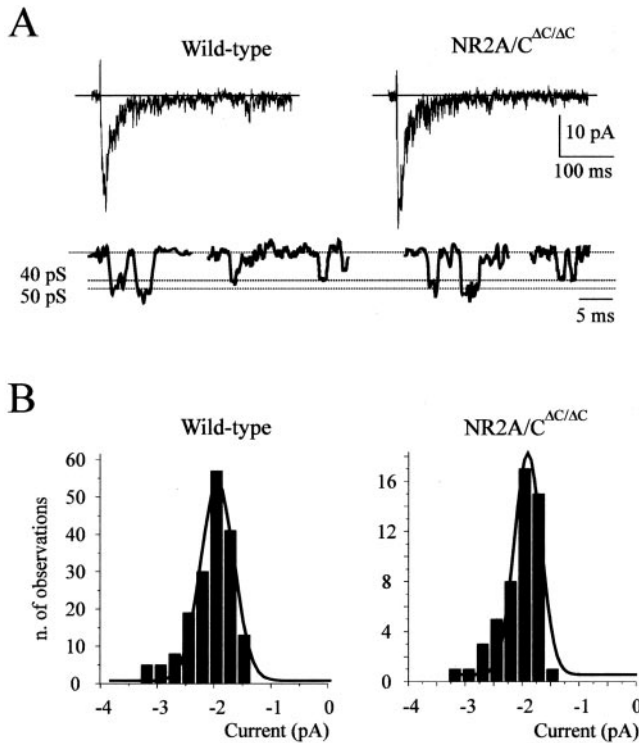 A
Wild-type
NR2A/C ΔC/ΔC
10 pA
100 ms
40 pS
50 pS
5 ms
B
Wild-type
NR2A/C ΔC/ΔC
n. of observations
60
50
40
30
20
10
0
-4 -3 -2 -1 0
Current (pA)
16
12
8
4
0
-4 -3 -2 -1 0
Current (pA)